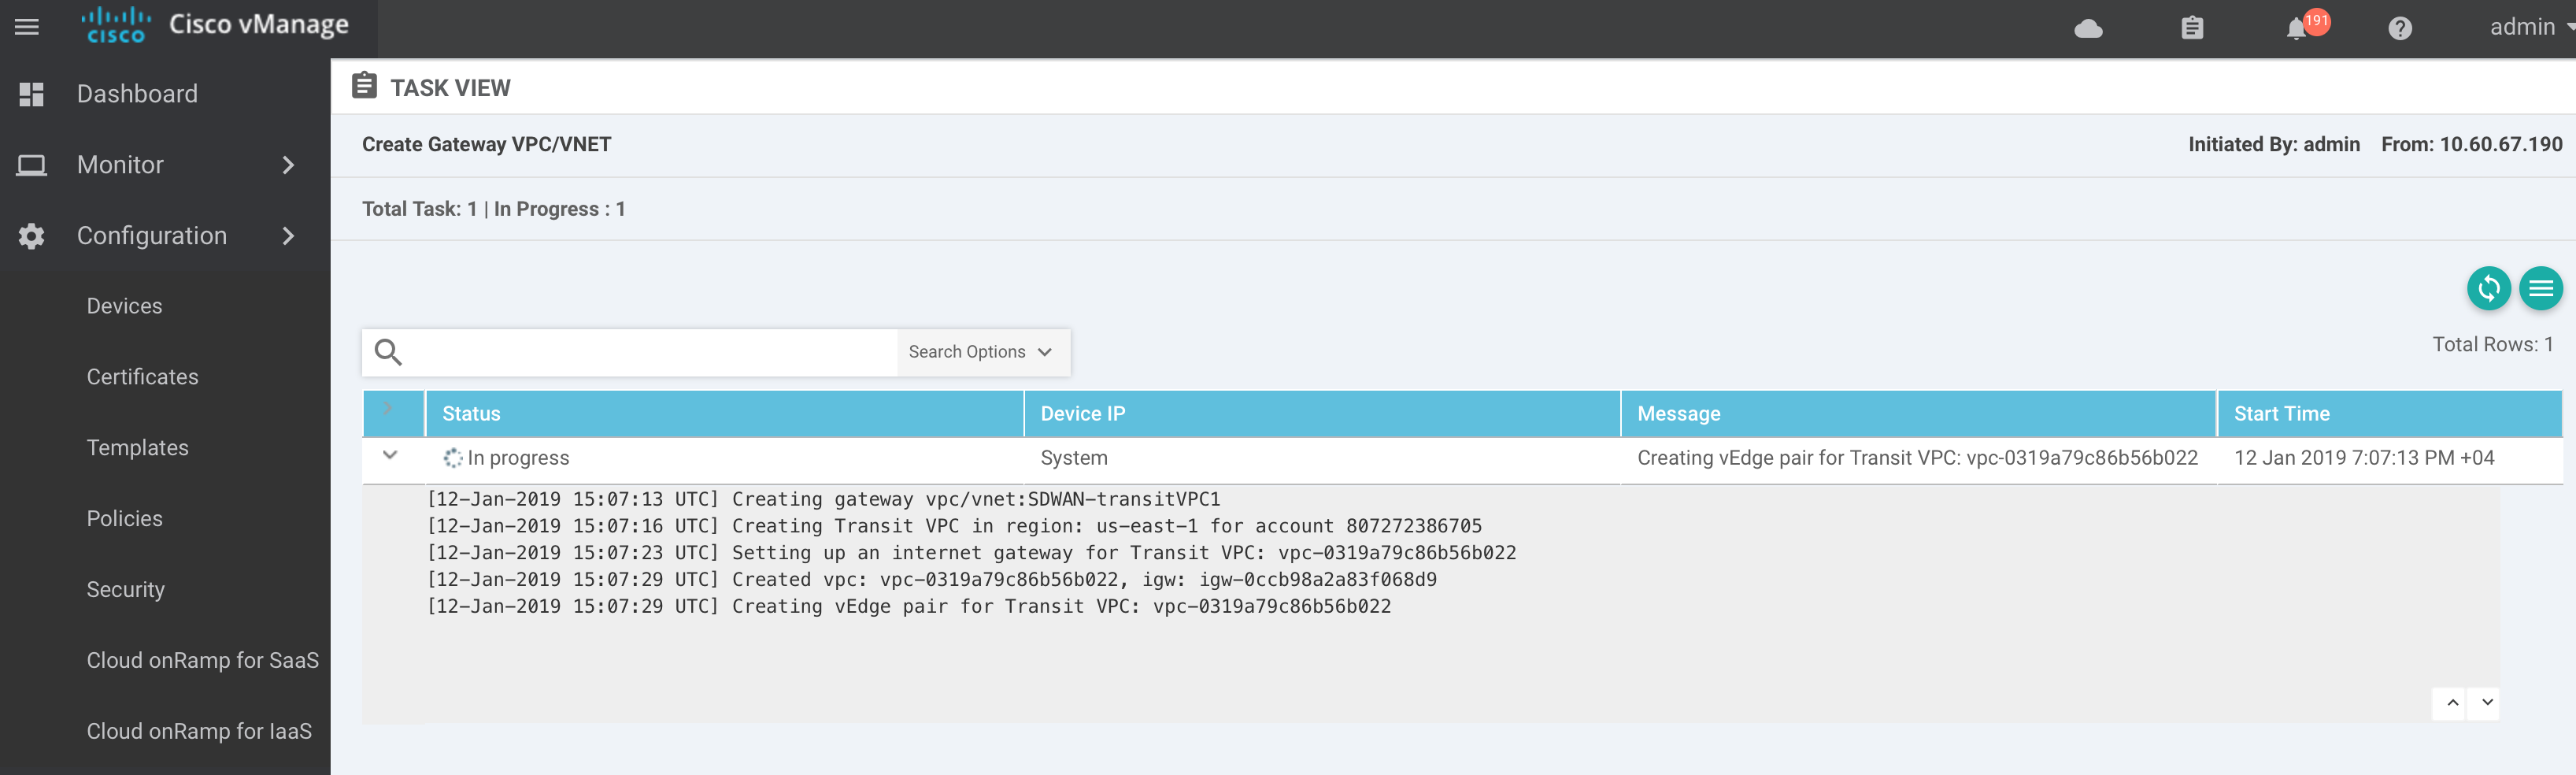 CISCO Cisco vManage
191
admin
Dashboard
Monitor
Configuration
Devices
Certificates
Templates
Policies
Security
Cloud onRamp for SaaS
Cloud onRamp for IaaS
TASK VIEW
Create Gateway VPC/VNET
Initiated By: admin From: 10.60.67.190
Total Task: 1 | In Progress : 1
Search Options
Total Rows: 1
Status Device IP Message Start Time
In progress System Creating vEdge pair for Transit VPC: vpc-0319a79c86b56b022 12 Jan 2019 7:07:13 PM +04
[12-Jan-2019 15:07:13 UTC] Creating gateway vpc/vnet:SDWAN-transitVPC1
[12-Jan-2019 15:07:16 UTC] Creating Transit VPC in region: us-east-1 for account 807272386705
[12-Jan-2019 15:07:23 UTC] Setting up an internet gateway for Transit VPC: vpc-0319a79c86b56b022
[12-Jan-2019 15:07:29 UTC] Created vpc: vpc-0319a79c86b56b022, igw: igw-0ccb98a2a83f068d9
[12-Jan-2019 15:07:29 UTC] Creating vEdge pair for Transit VPC: vpc-0319a79c86b56b022